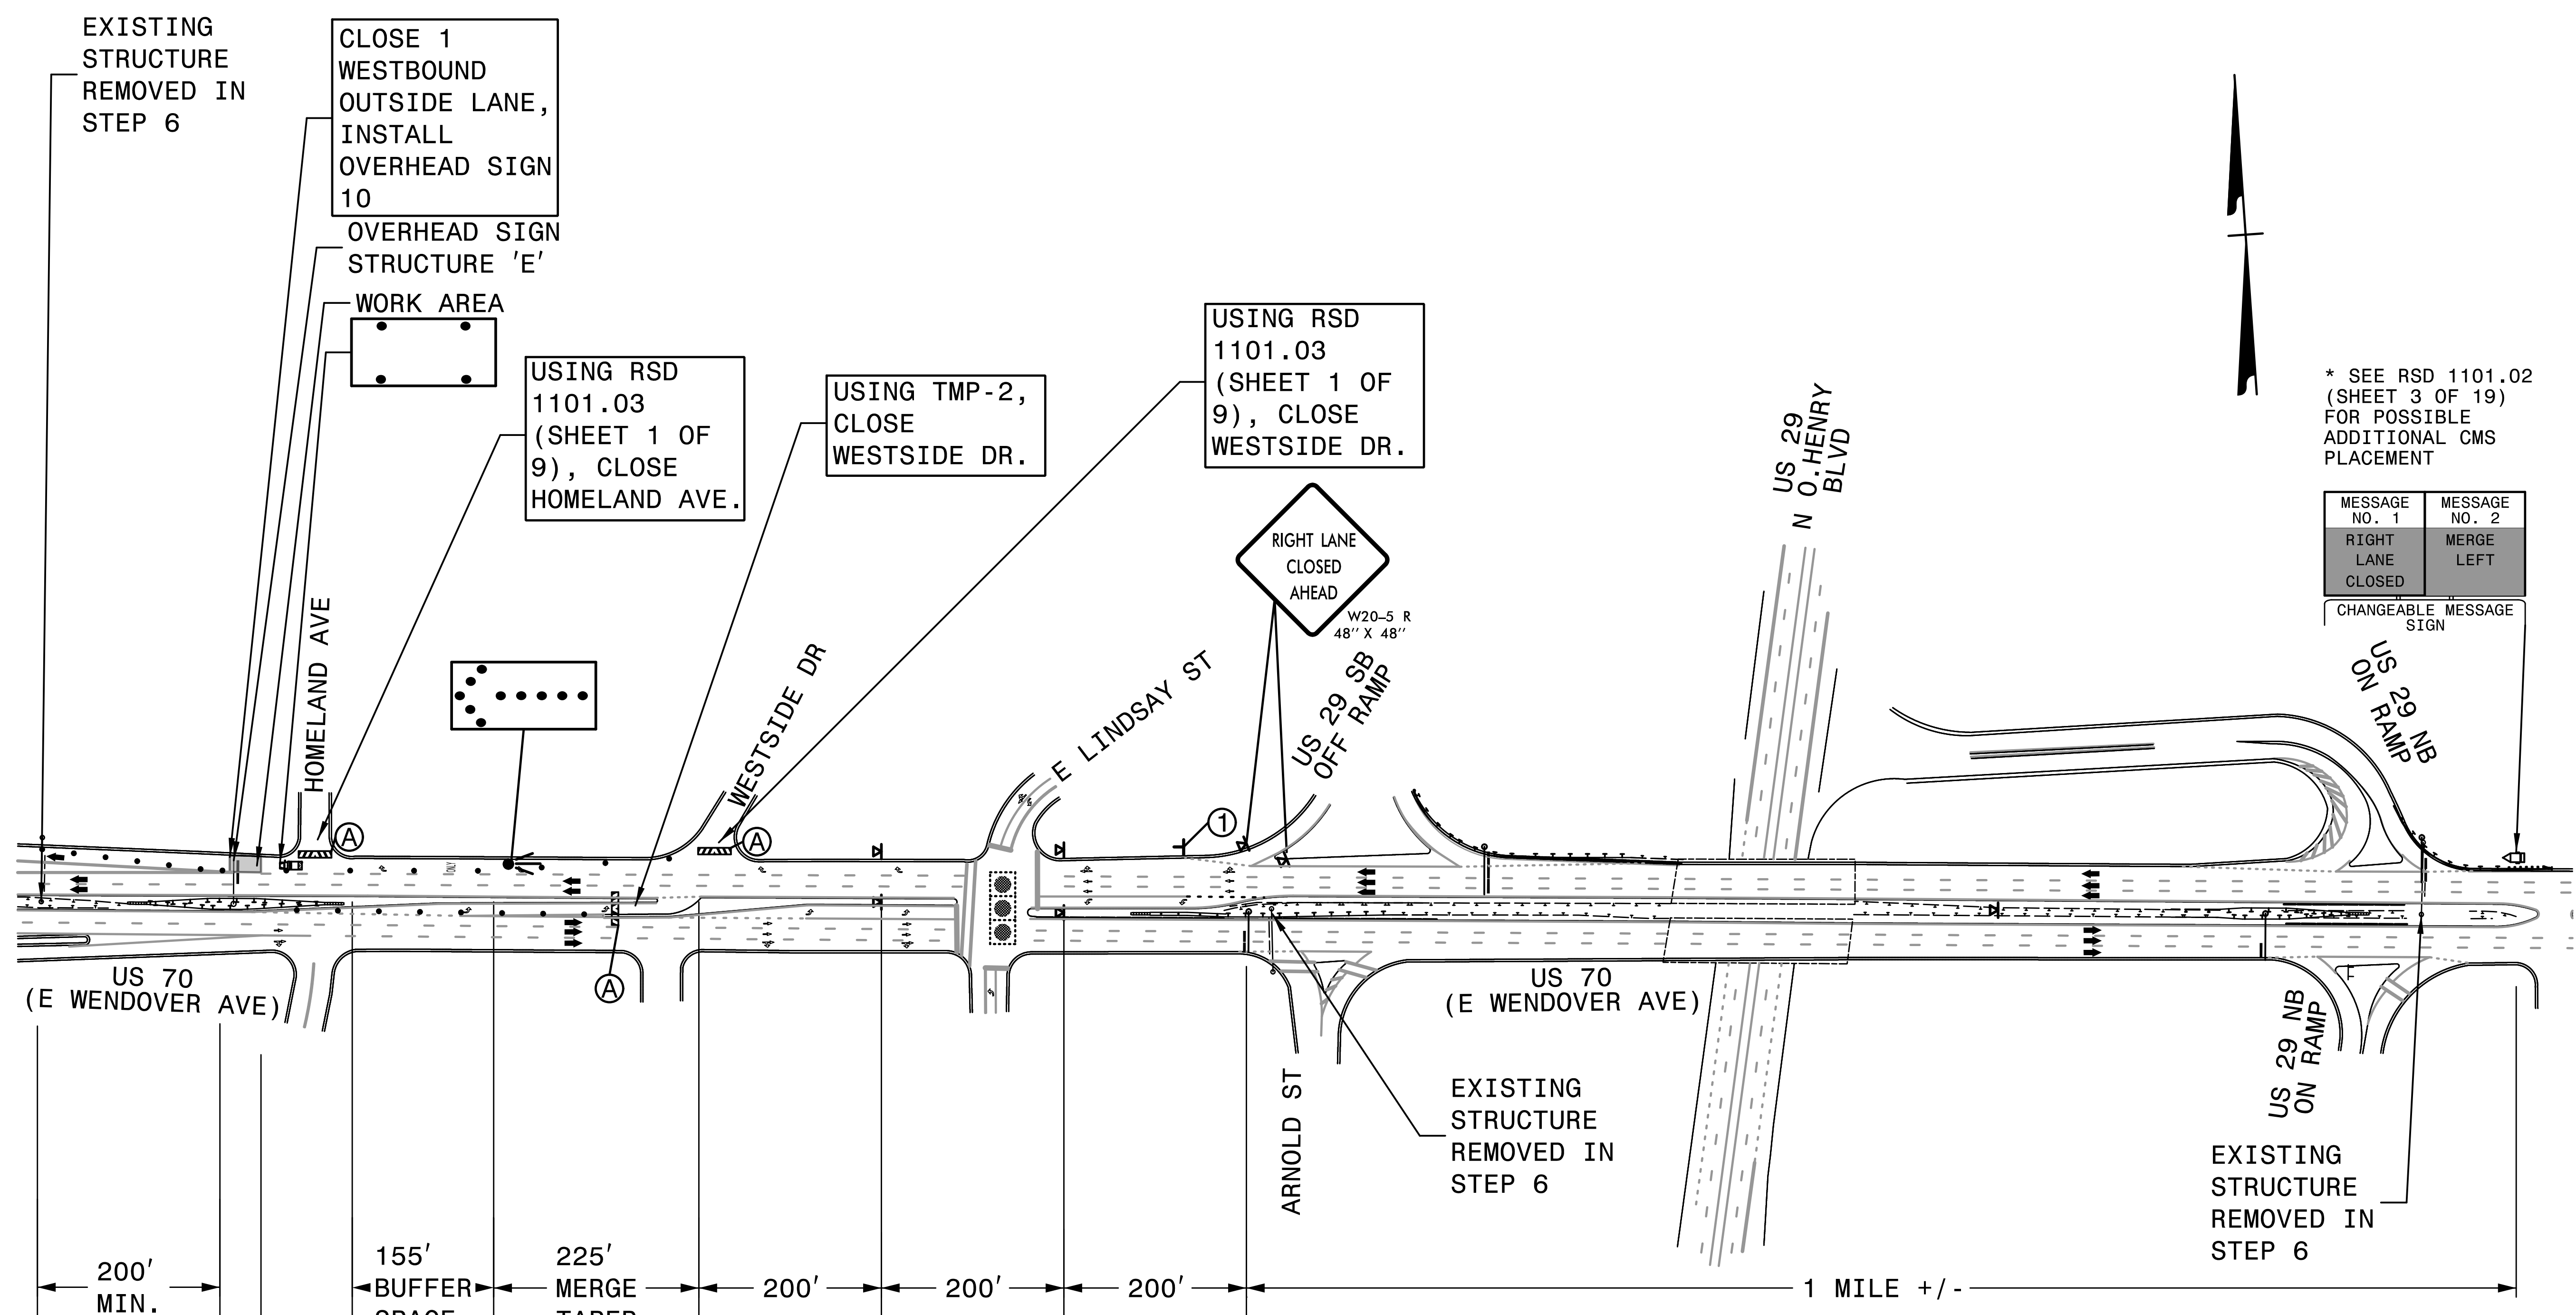 EXISTING
STRUCTURE
REMOVED IN
STEP 6
CLOSE 1
WESTBOUND
OUTSIDE LANE,
INSTALL
OVERHEAD SIGN
10
OVERHEAD SIGN
STRUCTURE 'E'
WORK AREA
USING RSD
1101.03
(SHEET 1 OF
9), CLOSE
HOMELAND AVE.
USING TMP-2,
CLOSE
WESTSIDE DR.
USING RSD
1101.03
(SHEET 1 OF
9), CLOSE
WESTSIDE DR.
RIGHT LANE
CLOSED
AHEAD
W20-5 R
48" X 48"
US 29
N O.HENRY
BLVD
* SEE RSD 1101.02
(SHEET 3 OF 19)
FOR POSSIBLE
ADDITIONAL CMS
PLACEMENT
MESSAGE
NO. 1
MESSAGE
NO. 2
RIGHT
LANE
CLOSED
MERGE
LEFT
CHANGEABLE MESSAGE
SIGN
HOMELAND AVE
WESTSIDE DR
E LINDSAY ST
US 29 SB
OFF RAMP
US 29 NB
ON RAMP
A
A
1
ONLY
A
US 70
(E WENDOVER AVE)
US 70
(E WENDOVER AVE)
ARNOLD ST
US 29 NB
ON RAMP
EXISTING
STRUCTURE
REMOVED IN
STEP 6
EXISTING
STRUCTURE
REMOVED IN
STEP 6
200'
MIN.
155'
BUFFER
SPACE
225'
MERGE
TAPER
200'
200'
200'
1 MILE +/-